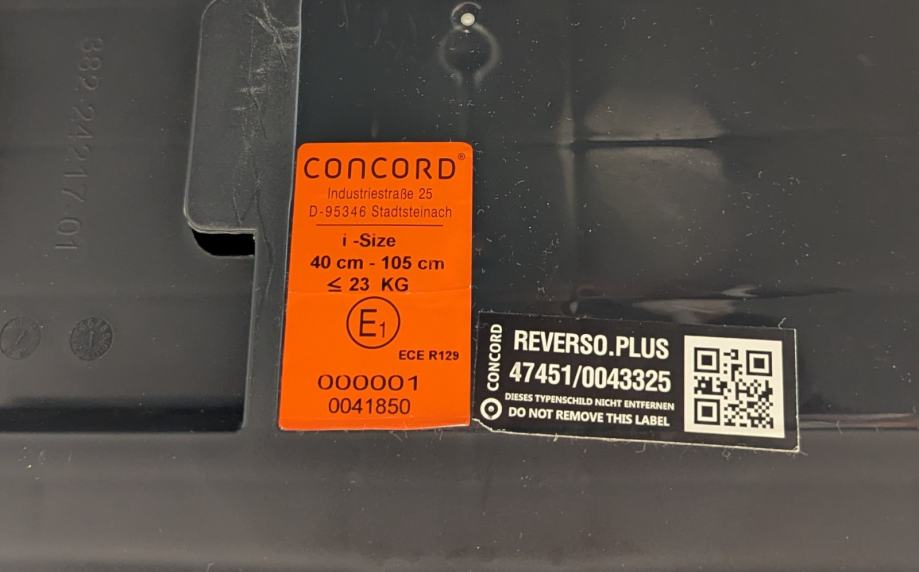 382 24217 01
CONCORD®
Industriestraße 25
D-95346 Stadtsteinach
i -Size
40 cm - 105 cm
≤ 23 KG
E1
ECE R129
000001
0041850
CONCORD
REVERSO.PLUS
47451/0043325
DIESES TYPENSCHILD NICHT ENTFERNEN
DO NOT REMOVE THIS LABEL